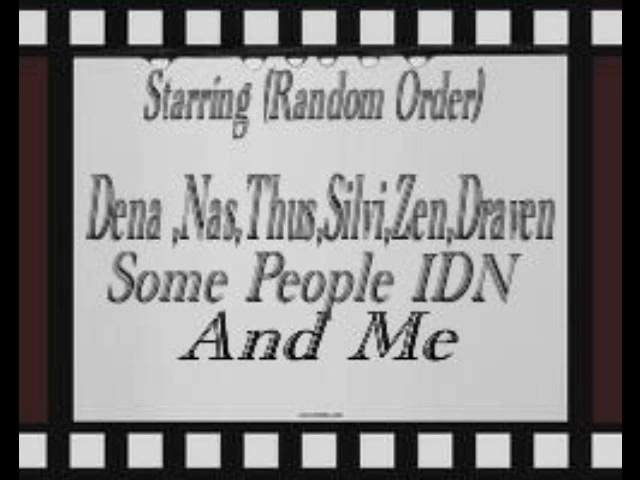 Starring (Random Order)
Dena ,Nas,Thus,Silvi,Zen,Draven
Some People IDN
And Me